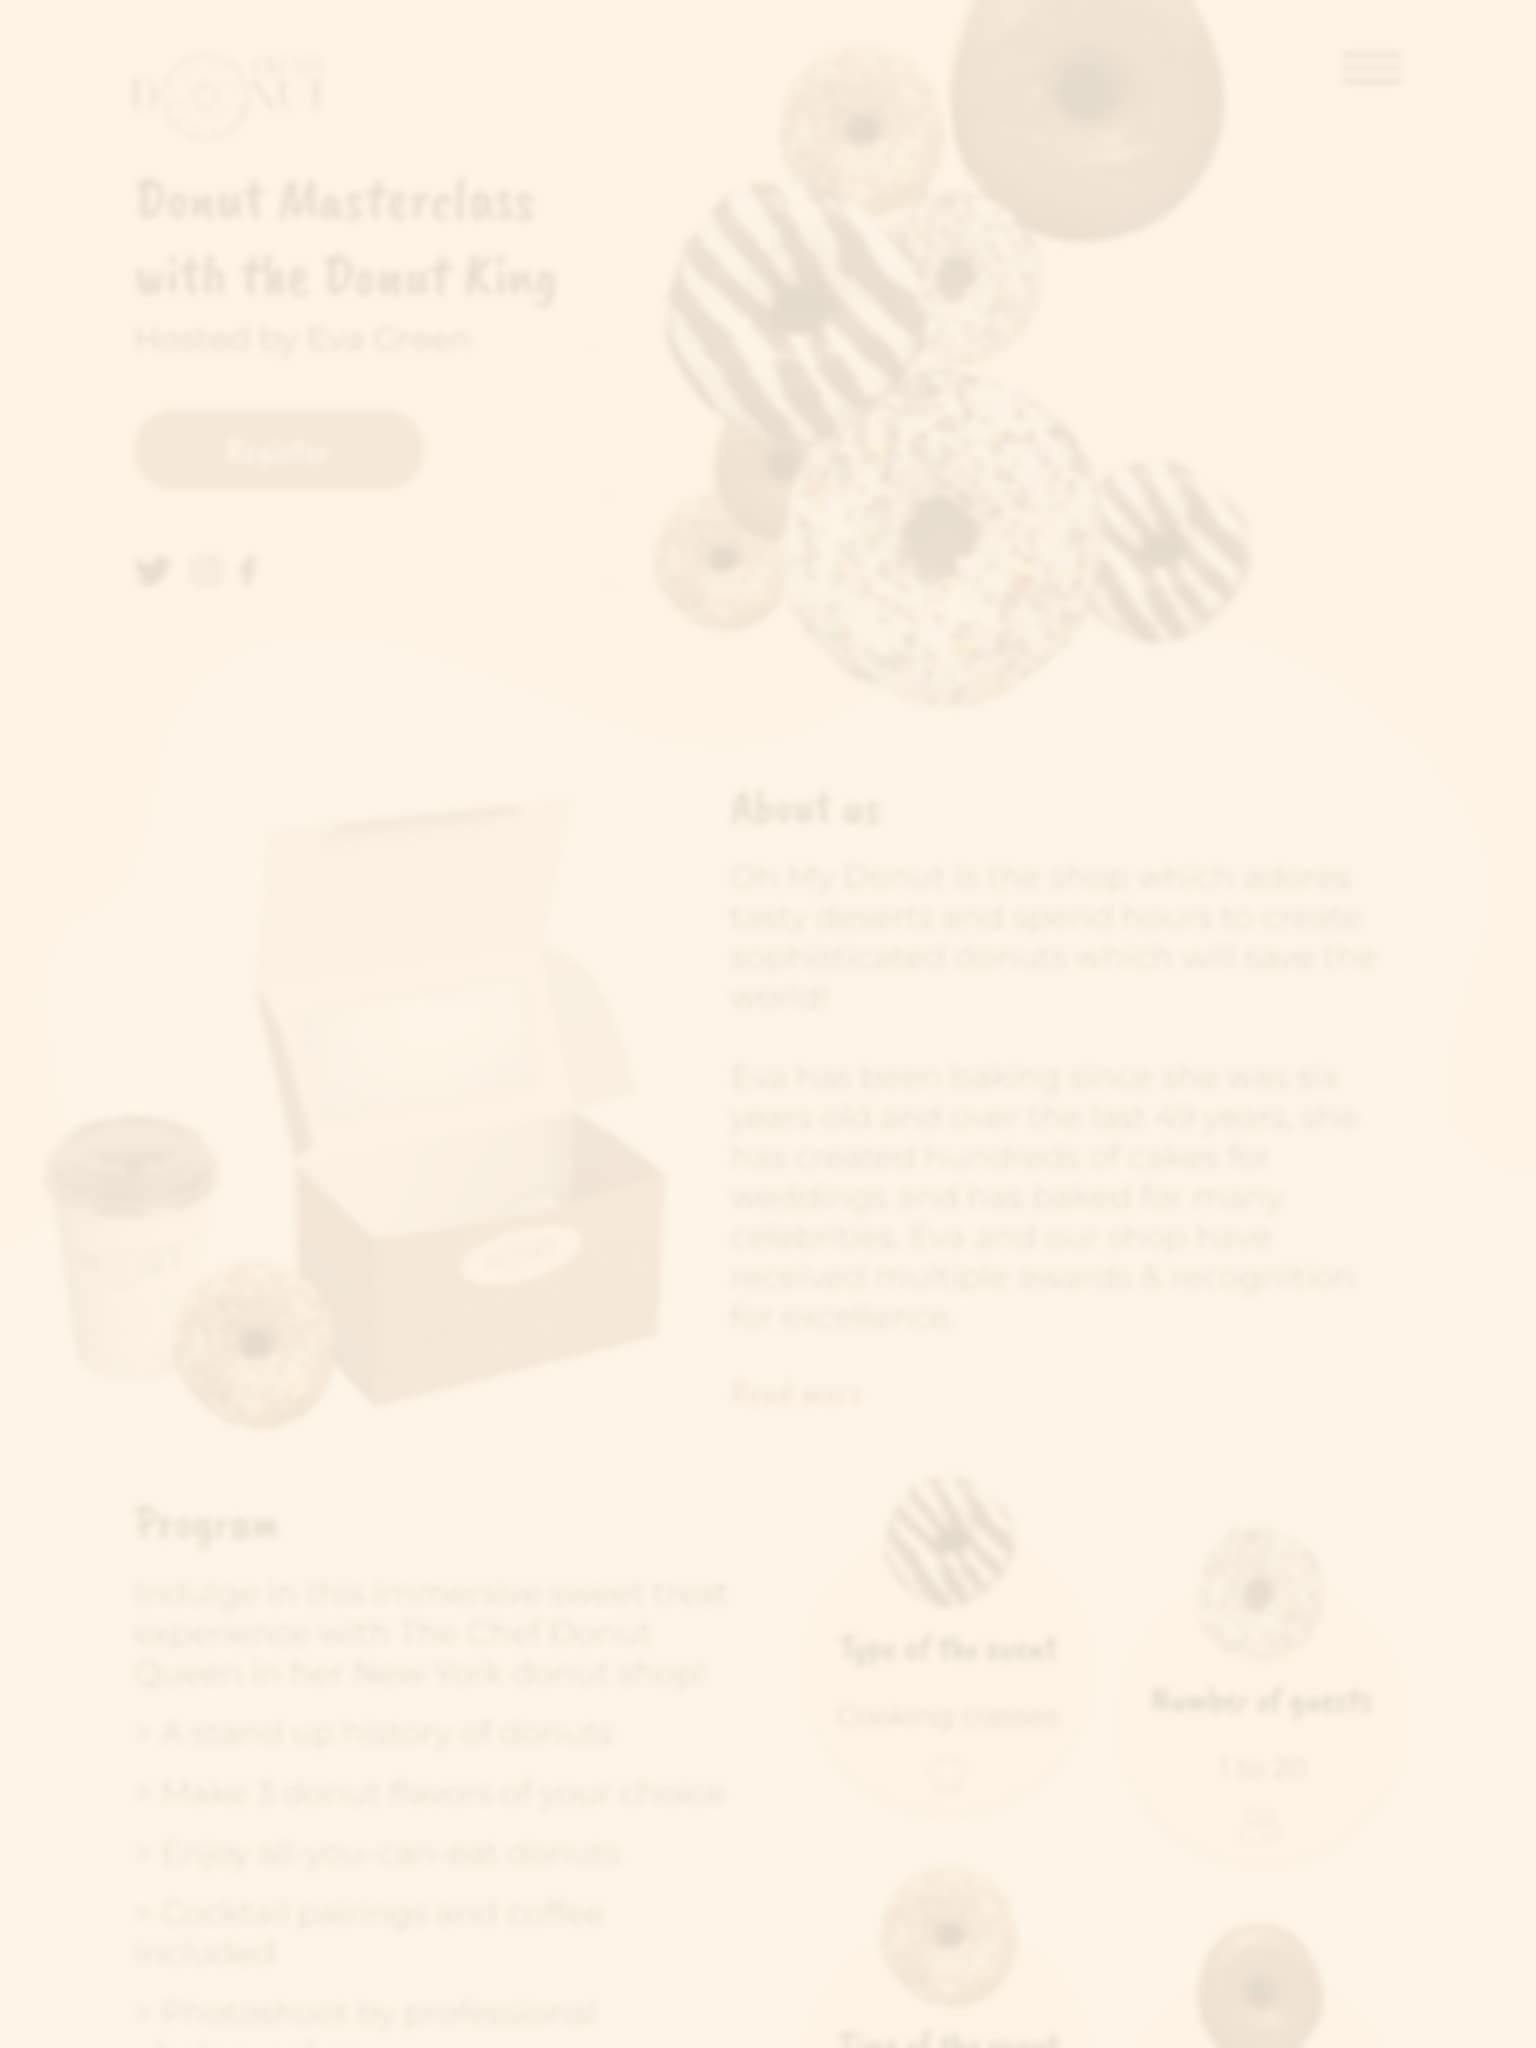 DONUT
Donut Masterclass
with the Donut King
Hosted by Eva Green
Register
About us
Oh My Donut is the shop which adores
tasty deserts and spend hours to create
sophisticated donuts which will save the
world!
Eva has been baking since she was six
years old and over the last 49 years, she
has created hundreds of cakes for
weddings and has baked for many
celebrities. Eva and our shop have
received multiple awards & recognition
for excellence.
Read more
Program
Indulge in this immersive sweet treat
experience with The Chef Donut
Queen in her New York donut shop!
> A stand up history of donuts
> Make 3 donut flavors of your choice
> Enjoy all-you-can-eat donuts
> Cocktail pairings and coffee
included
> Photoshoot by professional
Type of the event
Cooking classes
Number of guests
1 to 20
Time of the event